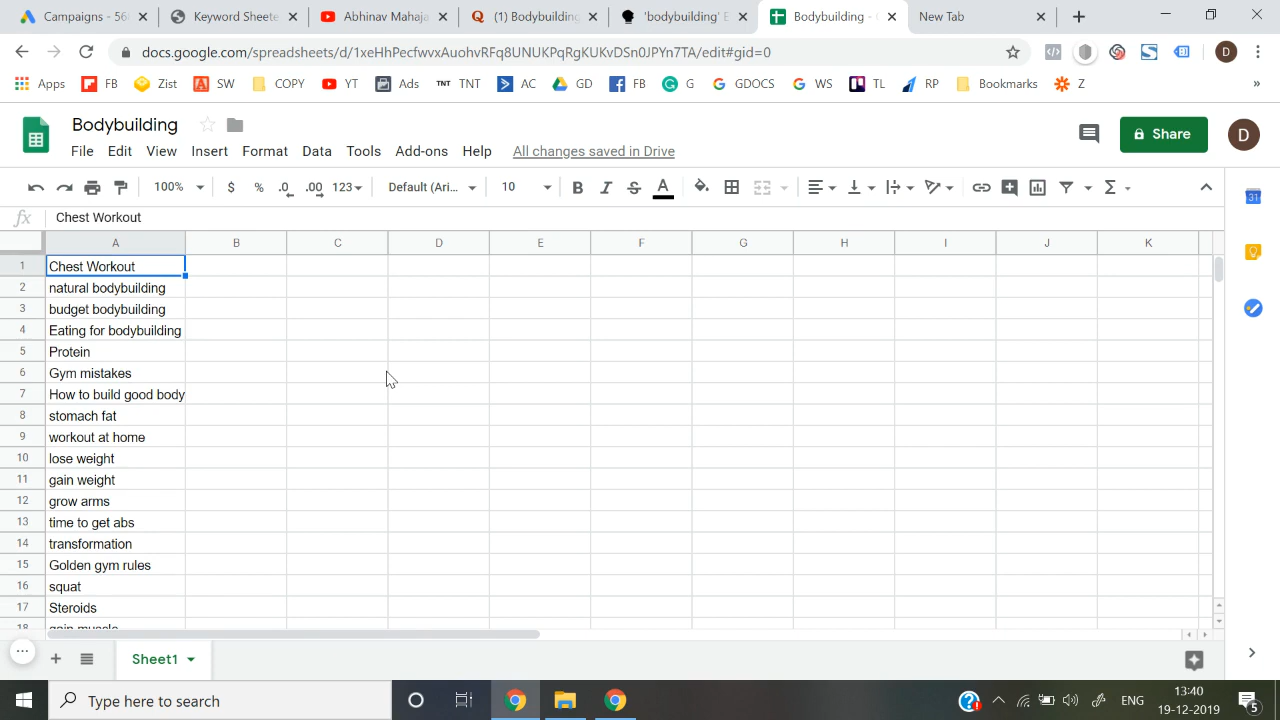 Campaigns - 56
Keyword Sheete
Abhinav Mahaja
(1) Bodybuilding
'bodybuilding' E
Bodybuilding -
New Tab
docs.google.com/spreadsheets/d/1xeHhPecfwvxAuohvRFq8UNUKPqRgKUKvDSn0JPYn7TA/edit#gid=0
D
Apps FB Zist SW COPY YT Ads TNT TNT AC GD FB G GDOCS WS TL RP Bookmarks Z »
Bodybuilding
Share
D
File Edit View Insert Format Data Tools Add-ons Help All changes saved in Drive
100% $ % .0 .00 123 Default (Ari... 10 B I S A Σ
31
fx Chest Workout
A B C D E F G H I J K
1 Chest Workout
2 natural bodybuilding
3 budget bodybuilding
4 Eating for bodybuilding
5 Protein
6 Gym mistakes
7 How to build good body
8 stomach fat
9 workout at home
10 lose weight
11 gain weight
12 grow arms
13 time to get abs
14 transformation
15 Golden gym rules
16 squat
17 Steroids
18 gain muscle
Sheet1
Type here to search
ENG
13:40
19-12-2019
5